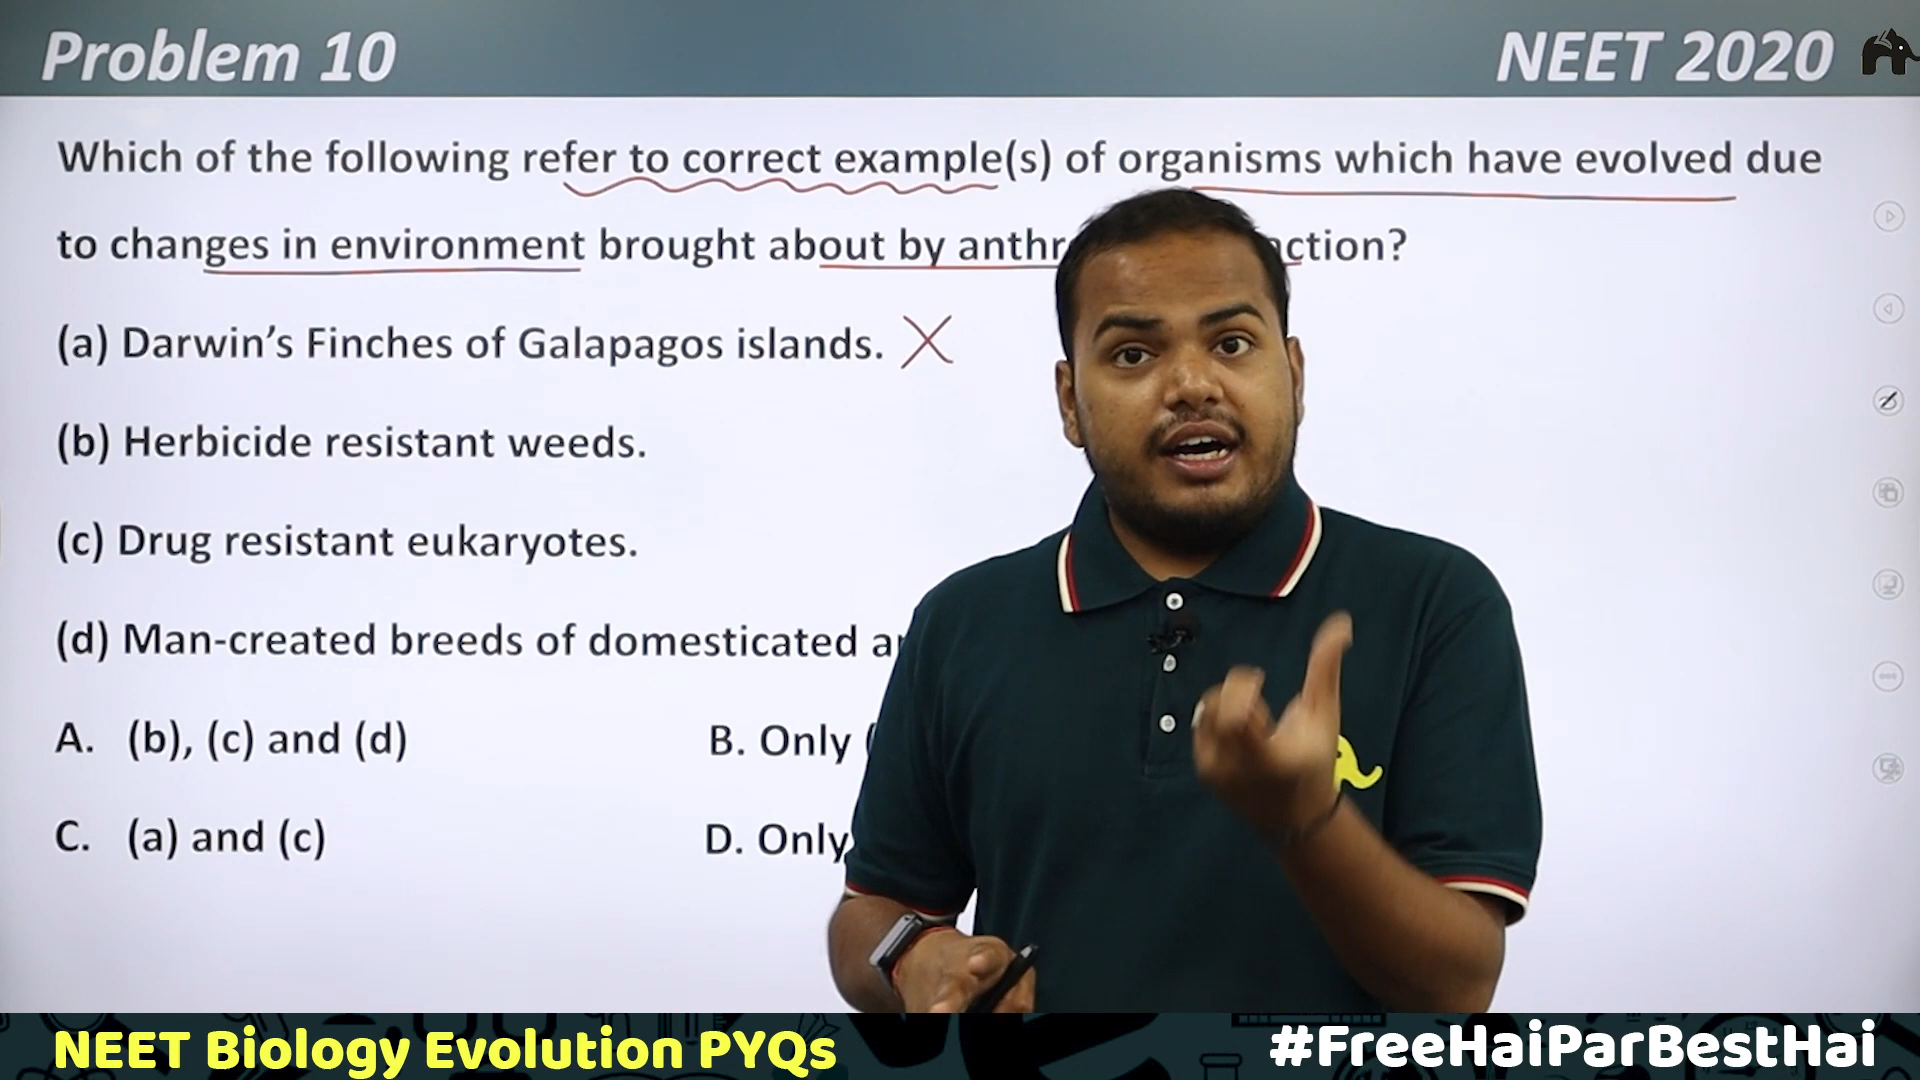 Problem 10
NEET 2020
Which of the following refer to correct example(s) of organisms which have evolved due
to changes in environment brought about by action?
(a) Darwin’s Finches of Galapagos islands.
(b) Herbicide resistant weeds.
(c) Drug resistant eukaryotes.
(d) Man-created breeds of domesticated
A. (b), (c) and (d)
B. Only
C. (a) and (c)
D. Only
NEET Biology Evolution PYQs
#FreeHaiParBestHai